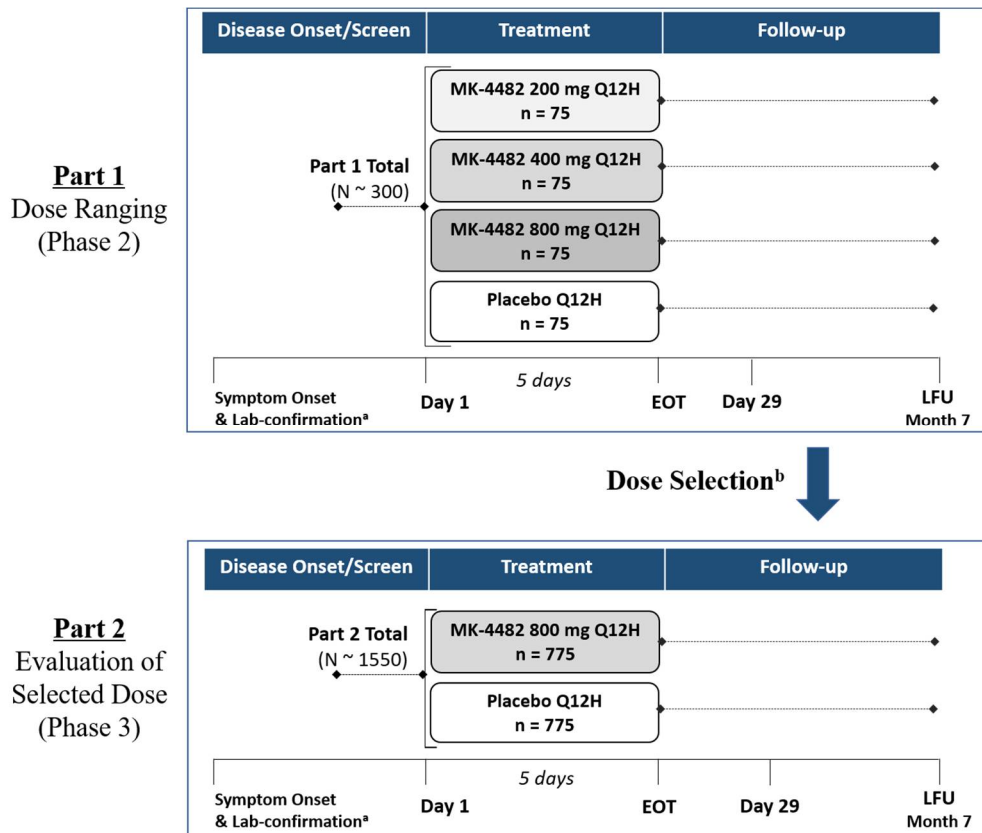 Disease Onset/Screen
Treatment
Follow-up
Part 1
Dose Ranging
(Phase 2)
Part 1 Total
(N ~ 300)
MK-4482 200 mg Q12H
n = 75
MK-4482 400 mg Q12H
n = 75
MK-4482 800 mg Q12H
n = 75
Placebo Q12H
n = 75
5 days
Symptom Onset
& Lab-confirmationᵃ
Day 1
EOT
Day 29
LFU
Month 7
Dose Selectionᵇ
Disease Onset/Screen
Treatment
Follow-up
Part 2
Evaluation of
Selected Dose
(Phase 3)
Part 2 Total
(N ~ 1550)
MK-4482 800 mg Q12H
n = 775
Placebo Q12H
n = 775
5 days
Symptom Onset
& Lab-confirmationᵃ
Day 1
EOT
Day 29
LFU
Month 7